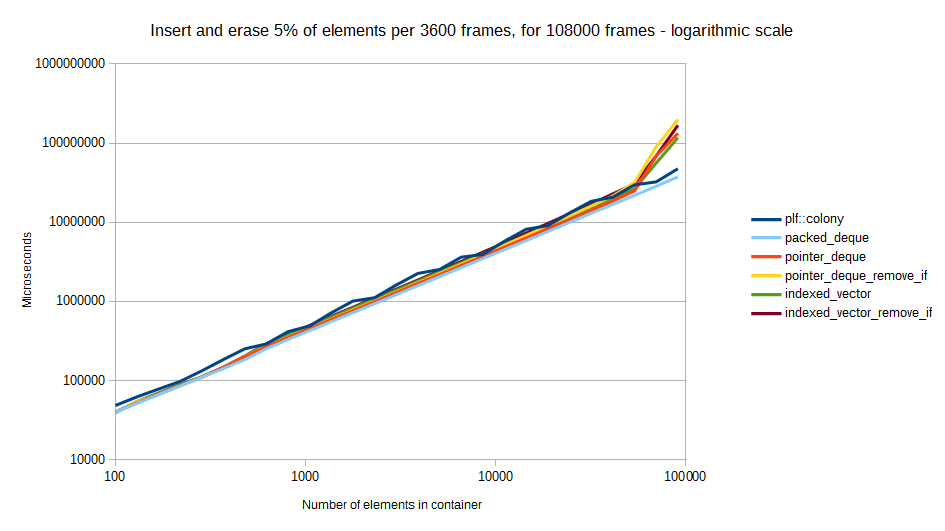 Insert and erase 5% of elements per 3600 frames, for 108000 frames - logarithmic scale
1000000000
100000000
10000000
1000000
100000
10000
Microseconds
100
1000
10000
100000
Number of elements in container
plf::colony
packed_deque
pointer_deque
pointer_deque_remove_if
indexed_vector
indexed_vector_remove_if